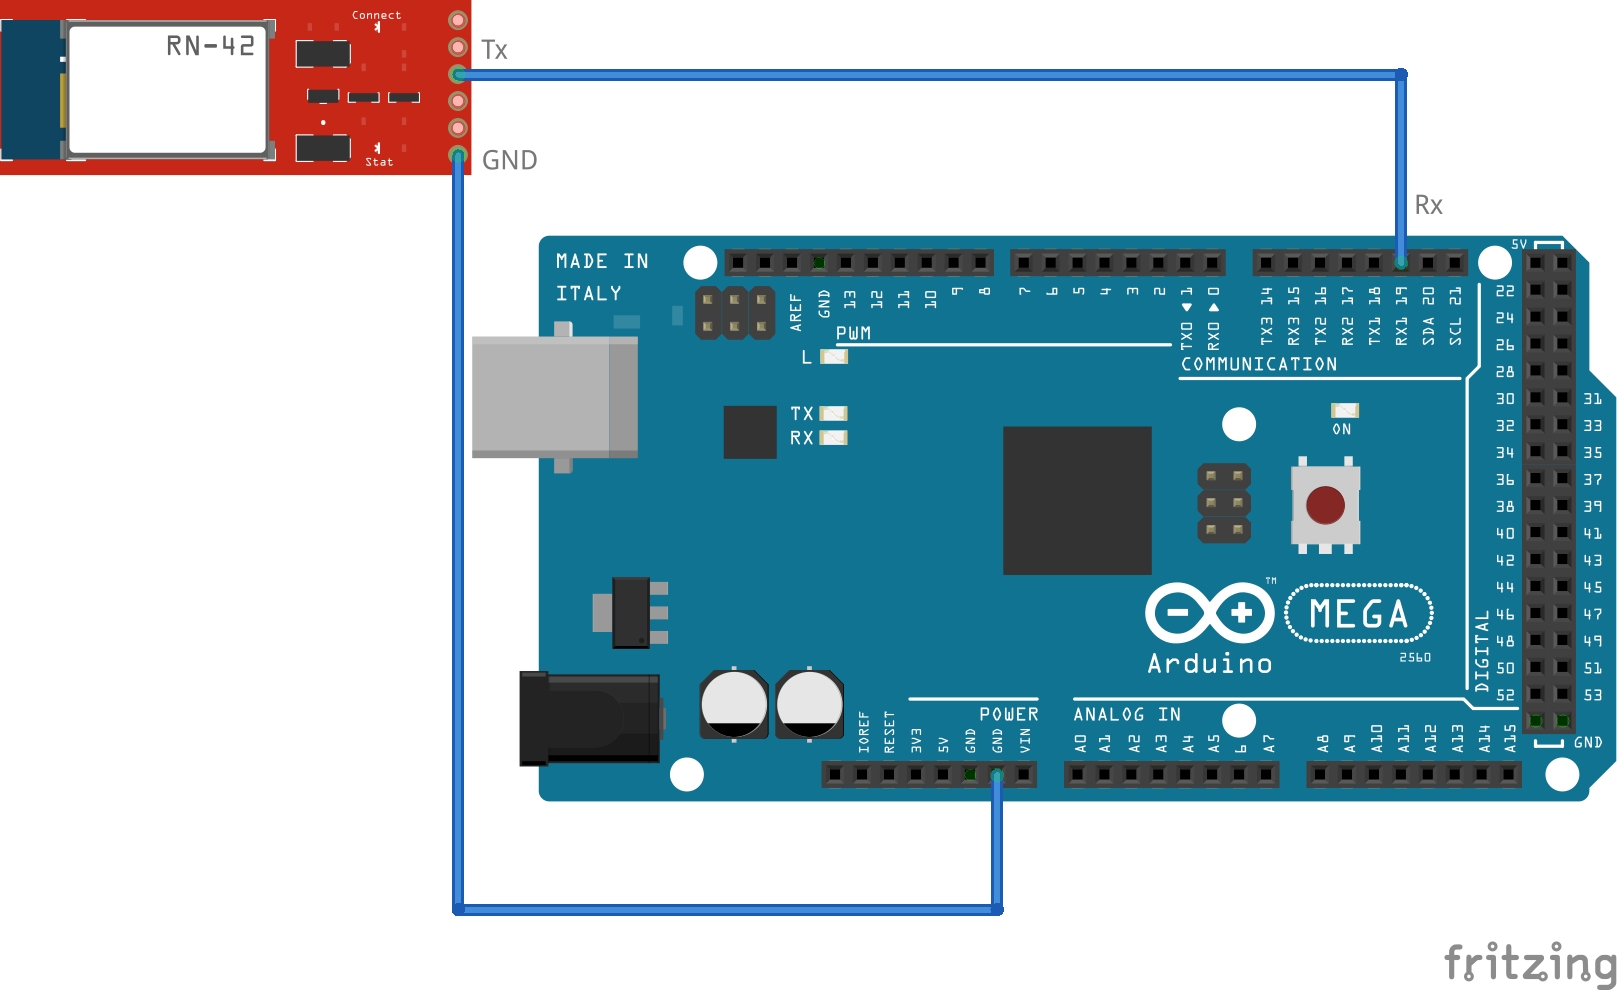 Connect
RN-42
Tx
Stat
GND
Rx
MADE IN
ITALY
5V
AREF
GND
13
12
11
10
9
8
7
6
5
4
3
2
TX0 ▶ 1
RX0 ◀ 0
TX3 14
RX3 15
TX2 16
RX2 17
TX1 18
RX1 19
SDA 20
SCL 21
PWM
L
COMMUNICATION
TX
RX
ON
22
24
26
28
30 31
32 33
34 35
36 37
38 39
40 41
42 43
44 45
46 47
48 49
50 51
52 53
DIGITAL
GND
TM
MEGA
Arduino
2560
POWER
ANALOG IN
IOREF
RESET
3V3
5V
GND
GND
VIN
A0
A1
A2
A3
A4
A5
6
A7
A8
A9
A10
A11
A12
A13
A14
A15
fritzing